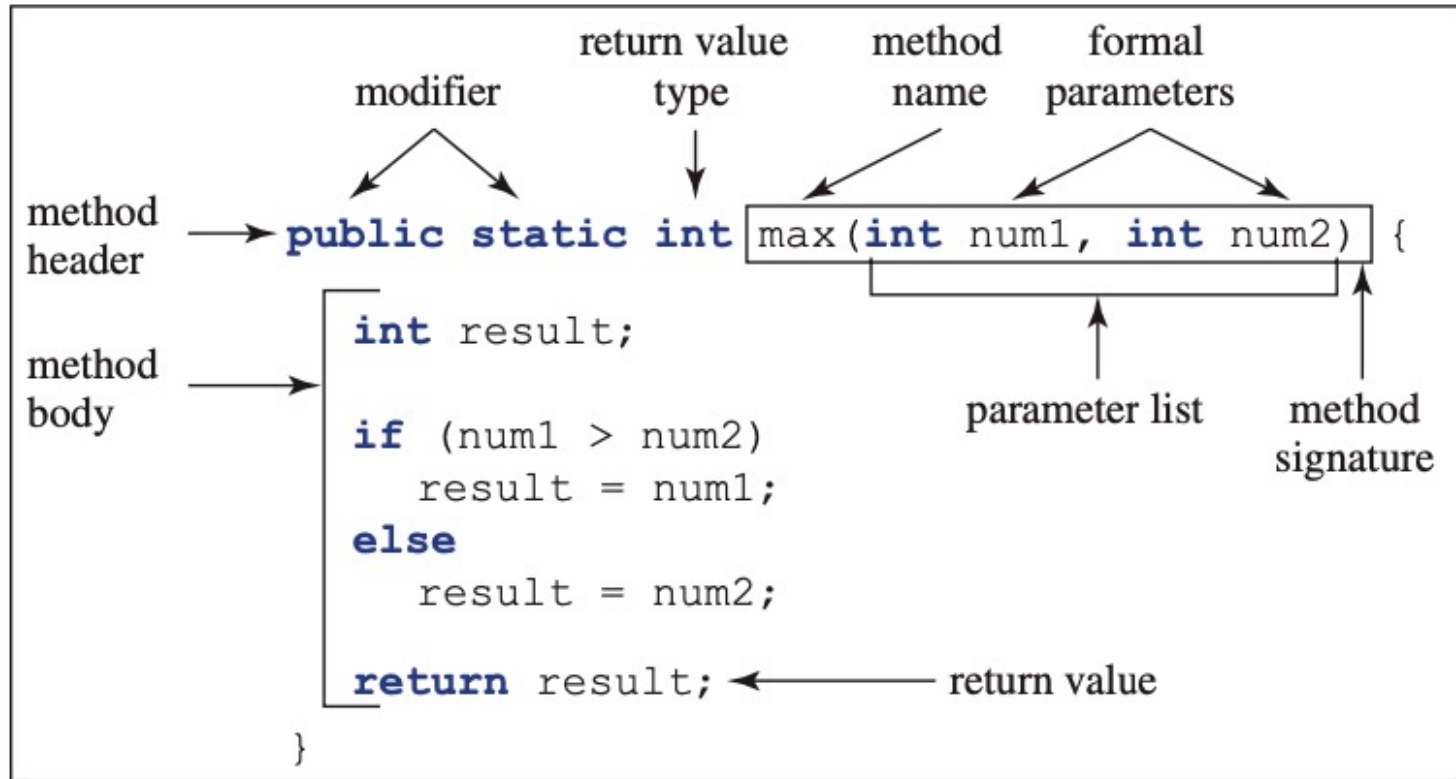 return value
type
method
name
formal
parameters
modifier
method
header
public static int max(int num1, int num2) {
method
body
int result;
if (num1 > num2)
result = num1;
else
result = num2;
return result;
}
parameter list
method
signature
return value